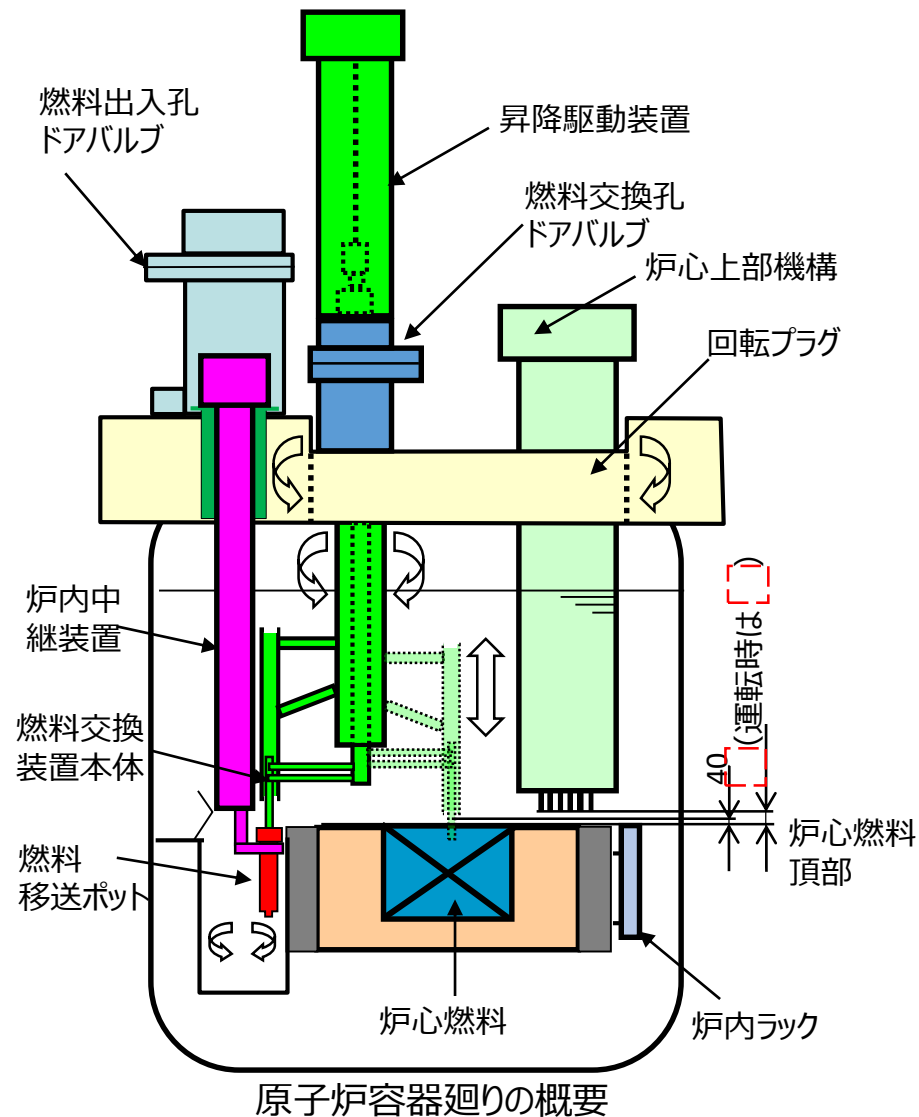 燃料出入孔
ドアバルブ
昇降駆動装置
燃料交換孔
ドアバルブ
炉心上部機構
回転プラグ
炉内中
継装置
燃料交換
装置本体
燃料
移送ポット
40
(運転時は )
炉心燃料
頂部
炉心燃料
炉内ラック
原子炉容器廻りの概要